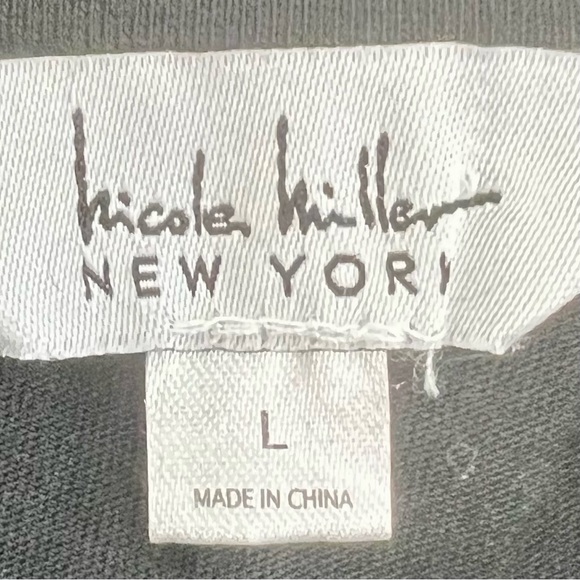 nicole miller
NEW YORK
L
MADE IN CHINA